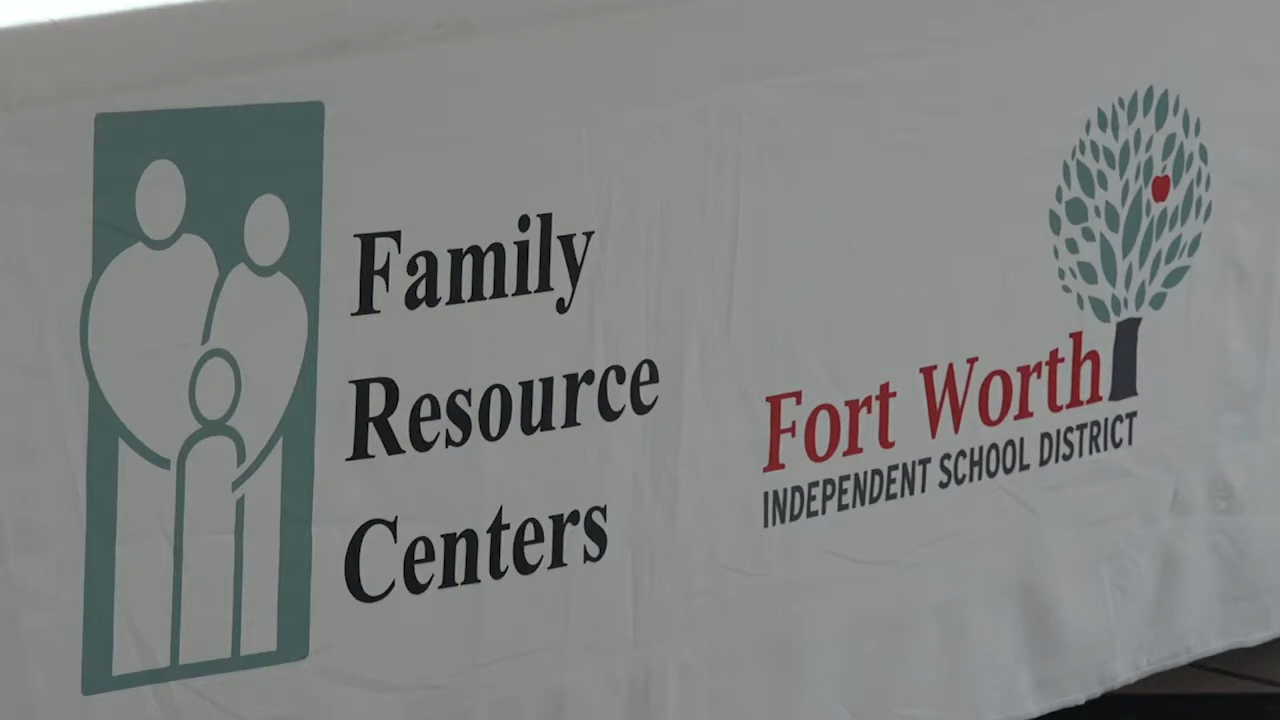 Family
Resource
Centers
Fort Worth
INDEPENDENT SCHOOL DISTRICT